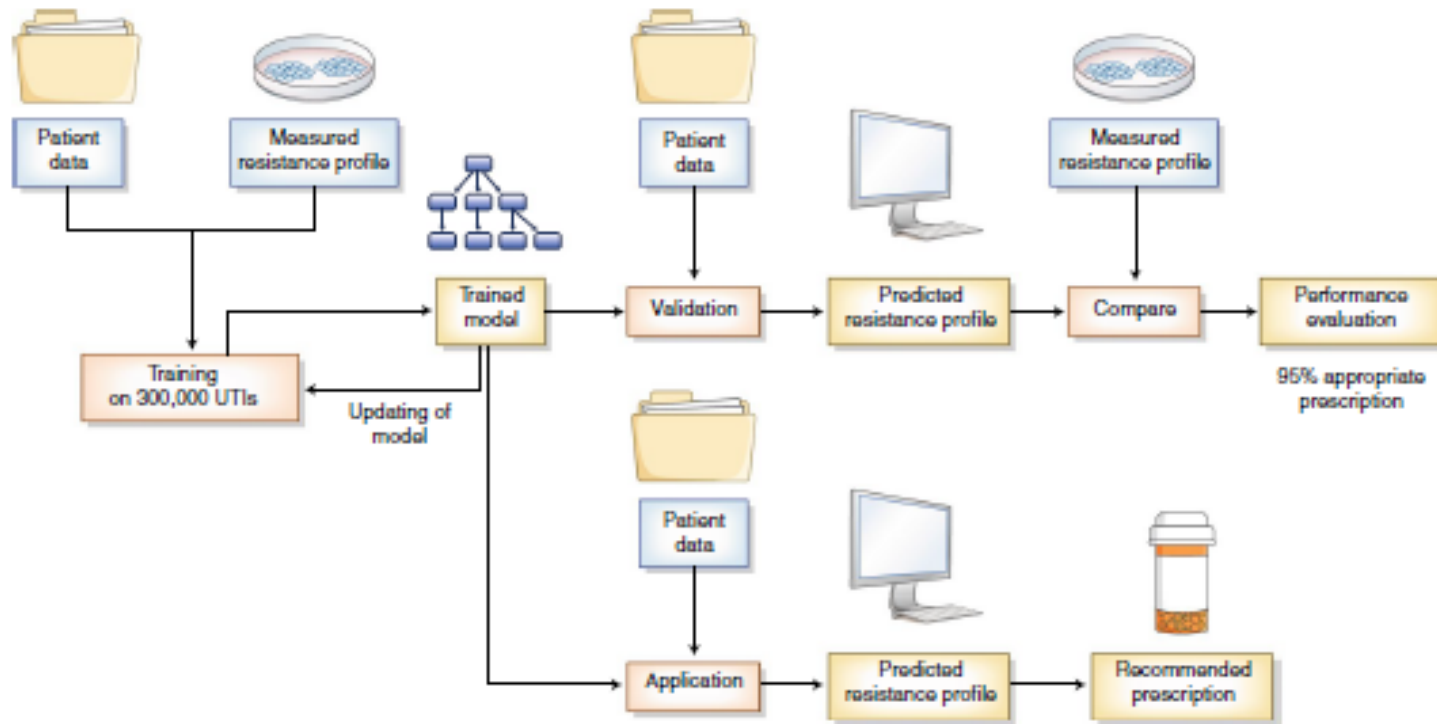 Patient
data
Measured
resistance profile
Patient
data
Measured
resistance profile
Trained
model
Validation
Predicted
resistance profile
Compare
Performance
evaluation
Training
on 300,000 UTIs
Updating of
model
95% appropriate
prescription
Patient
data
Application
Predicted
resistance profile
Recommended
prescription